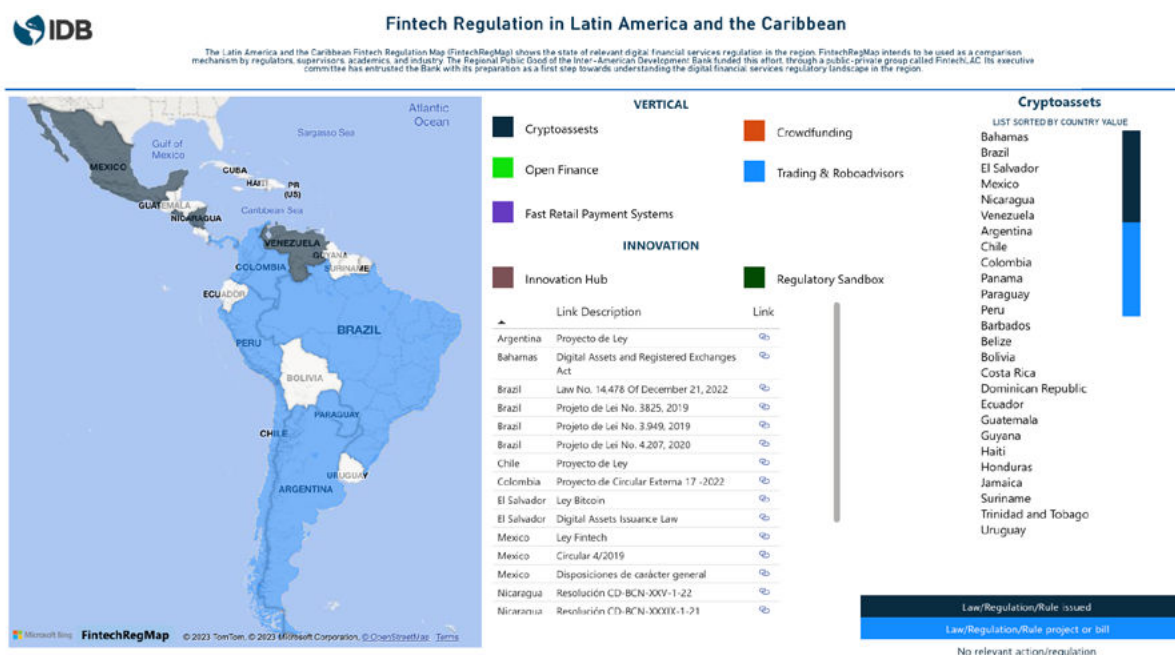 IDB
Fintech Regulation in Latin America and the Caribbean
The Latin America and the Caribbean Fintech Regulation Map (FintechRegMap) shows the state of relevant digital financial services regulation in the region. FintechRegMap intends to be used as a comparison
mechanism by regulators, supervisors, academics, and industry. The Regional Public Good of the Inter-American Development Bank funded this effort, through a public-private group called FintechLAC. Its executive
committee has entrusted the Bank with its preparation as a first step towards understanding the digital financial services regulatory landscape in the region.
Atlantic
Ocean
Sargasso Sea
Gulf of
Mexico
MEXICO
CUBA
HAITI
PR
(US)
GUATEMALA
Caribbean Sea
NICARAGUA
VENEZUELA
GUYANA
COLOMBIA
SURINAME
ECUADOR
BRAZIL
PERU
BOLIVIA
PARAGUAY
CHILE
URUGUAY
ARGENTINA
Microsoft Bing
FintechRegMap
© 2023 TomTom, © 2023 Microsoft Corporation, © OpenStreetMap Terms
VERTICAL
Cryptoassests
Crowdfunding
Open Finance
Trading & Roboadvisors
Fast Retail Payment Systems
INNOVATION
Innovation Hub
Regulatory Sandbox
Link Description Link
Argentina Proyecto de Ley
Bahamas Digital Assets and Registered Exchanges
Act
Brazil Law No. 14,478 Of December 21, 2022
Brazil Projeto de Lei No. 3825, 2019
Brazil Projeto de Lei No. 3.949, 2019
Brazil Projeto de Lei No. 4.207, 2020
Chile Proyecto de Ley
Colombia Proyecto de Circular Externa 17 -2022
El Salvador Ley Bitcoin
El Salvador Digital Assets Issuance Law
Mexico Ley Fintech
Mexico Circular 4/2019
Mexico Disposiciones de carácter general
Nicaragua Resolución CD-BCN-XXV-1-22
Nicaragua Resolución CD-BCN-XXXIX-1-21
Cryptoassets
LIST SORTED BY COUNTRY VALUE
Bahamas
Brazil
El Salvador
Mexico
Nicaragua
Venezuela
Argentina
Chile
Colombia
Panama
Paraguay
Peru
Barbados
Belize
Bolivia
Costa Rica
Dominican Republic
Ecuador
Guatemala
Guyana
Haiti
Honduras
Jamaica
Suriname
Trinidad and Tobago
Uruguay
Law/Regulation/Rule issued
Law/Regulation/Rule project or bill
No relevant action/regulation